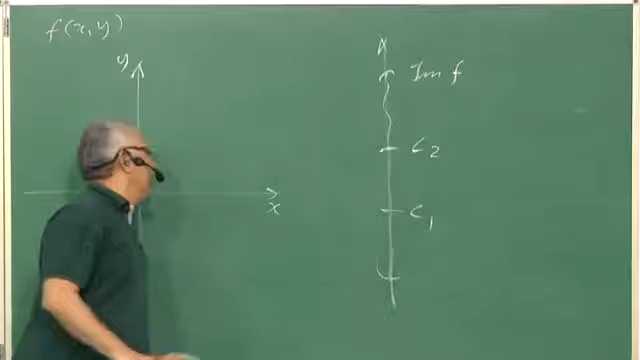 f(x,y)
y
x
Im f
c₂
c₁